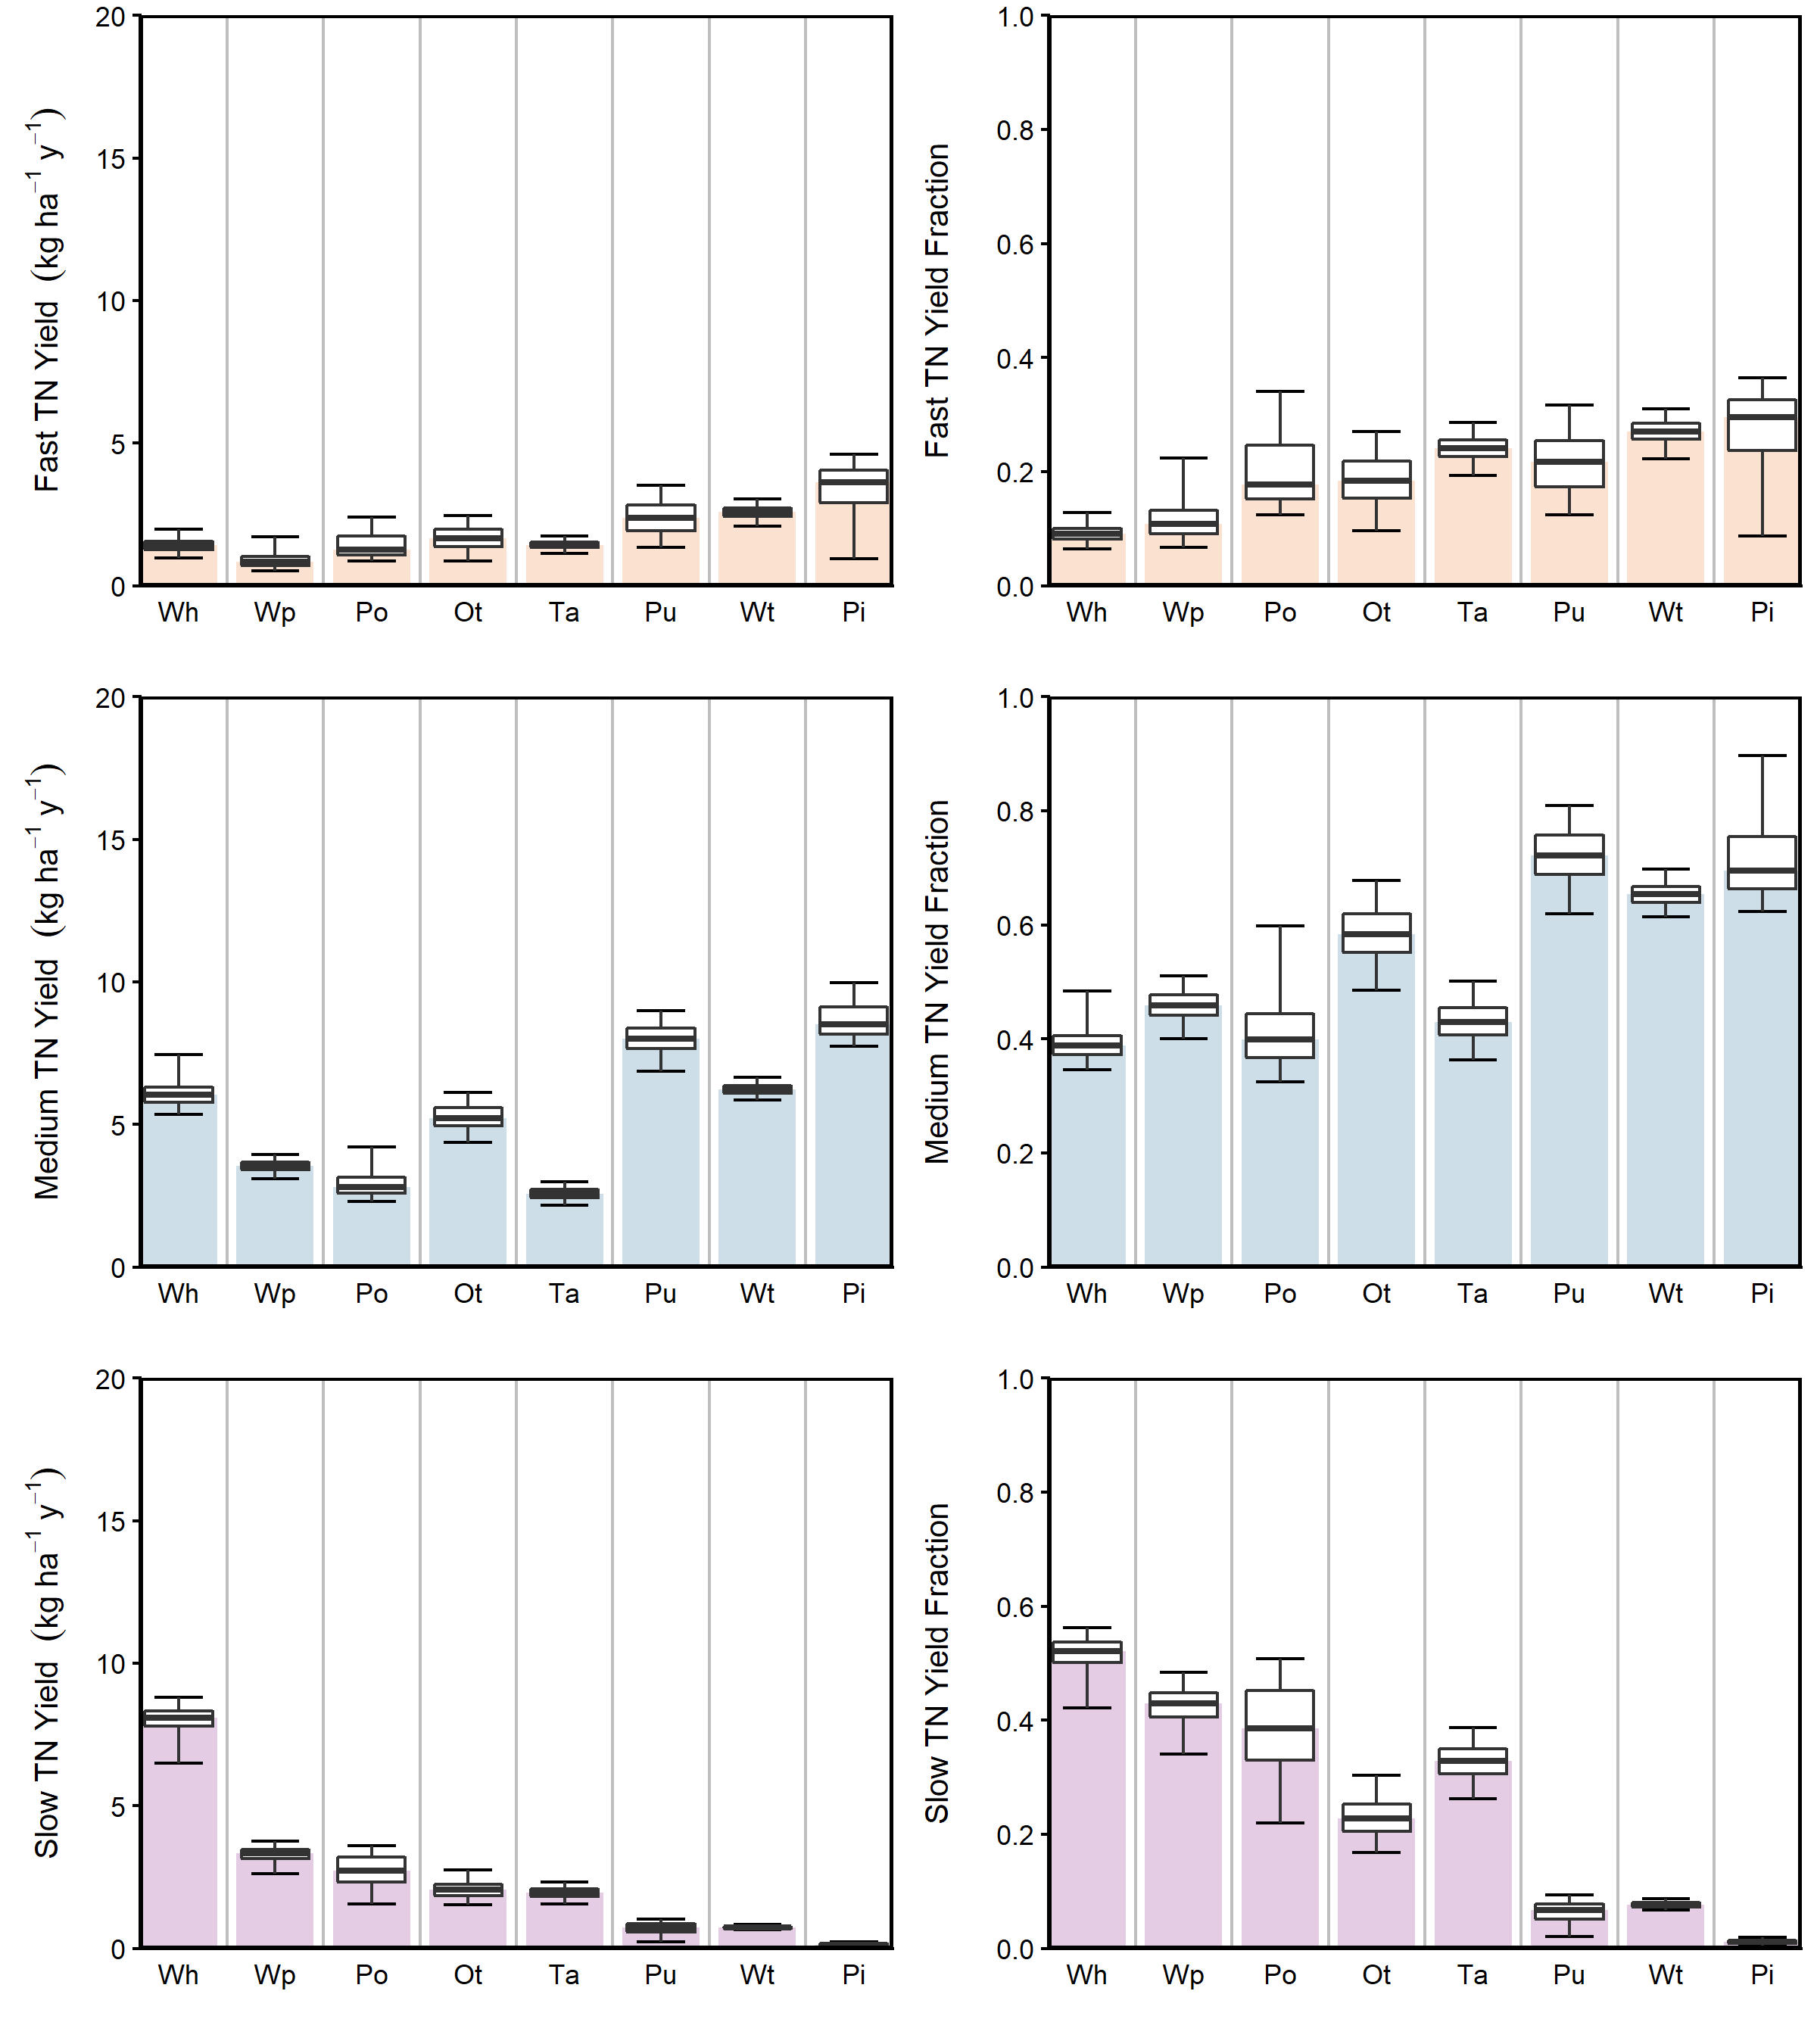 Fast TN Yield (kg ha⁻¹ y⁻¹)
20
15
10
5
0
Wh Wp Po Ot Ta Pu Wt Pi
Fast TN Yield Fraction
1.0
0.8
0.6
0.4
0.2
0.0
Wh Wp Po Ot Ta Pu Wt Pi
Medium TN Yield (kg ha⁻¹ y⁻¹)
20
15
10
5
0
Wh Wp Po Ot Ta Pu Wt Pi
Medium TN Yield Fraction
1.0
0.8
0.6
0.4
0.2
0.0
Wh Wp Po Ot Ta Pu Wt Pi
Slow TN Yield (kg ha⁻¹ y⁻¹)
20
15
10
5
0
Wh Wp Po Ot Ta Pu Wt Pi
Slow TN Yield Fraction
1.0
0.8
0.6
0.4
0.2
0.0
Wh Wp Po Ot Ta Pu Wt Pi